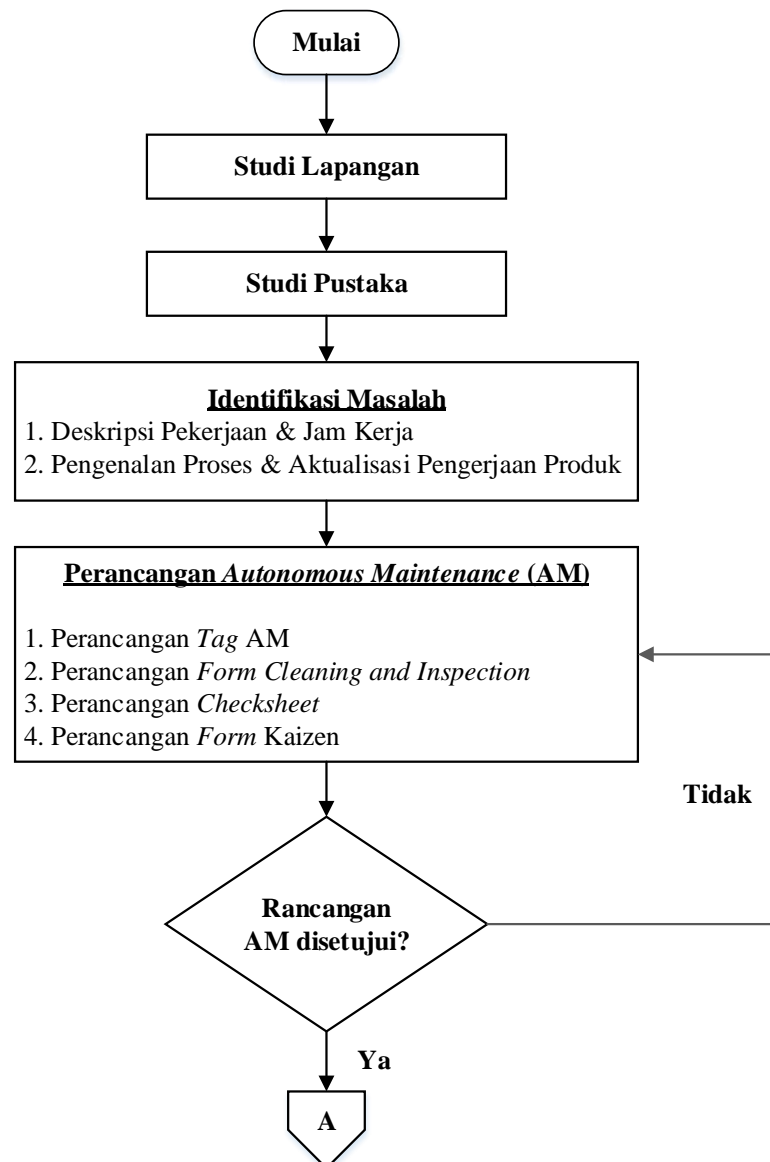 Mulai
Studi Lapangan
Studi Pustaka
Identifikasi Masalah
1. Deskripsi Pekerjaan & Jam Kerja
2. Pengenalan Proses & Aktualisasi Pengerjaan Produk
Perancangan Autonomous Maintenance (AM)
1. Perancangan Tag AM
2. Perancangan Form Cleaning and Inspection
3. Perancangan Checksheet
4. Perancangan Form Kaizen
Tidak
Rancangan
AM disetujui?
Ya
A